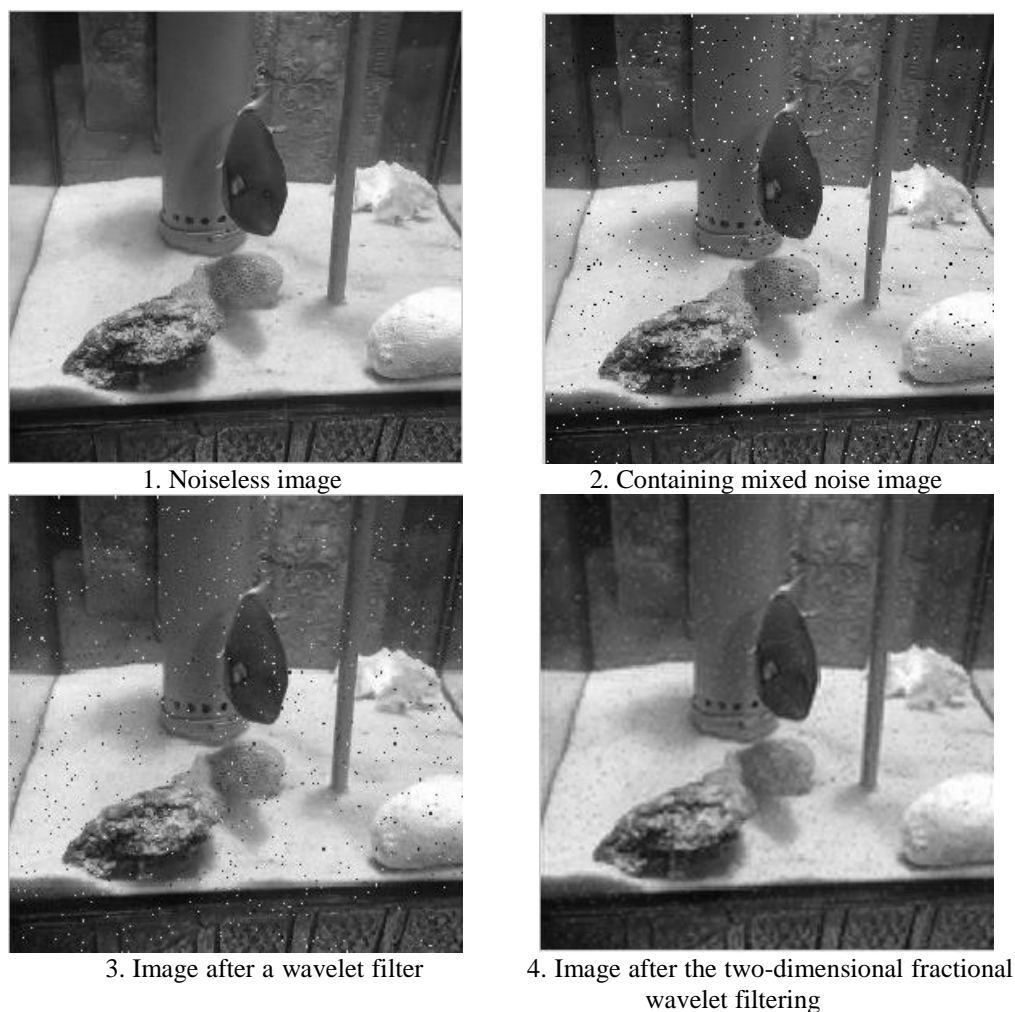 1. Noiseless image
2. Containing mixed noise image
3. Image after a wavelet filter
4. Image after the two-dimensional fractional
wavelet filtering